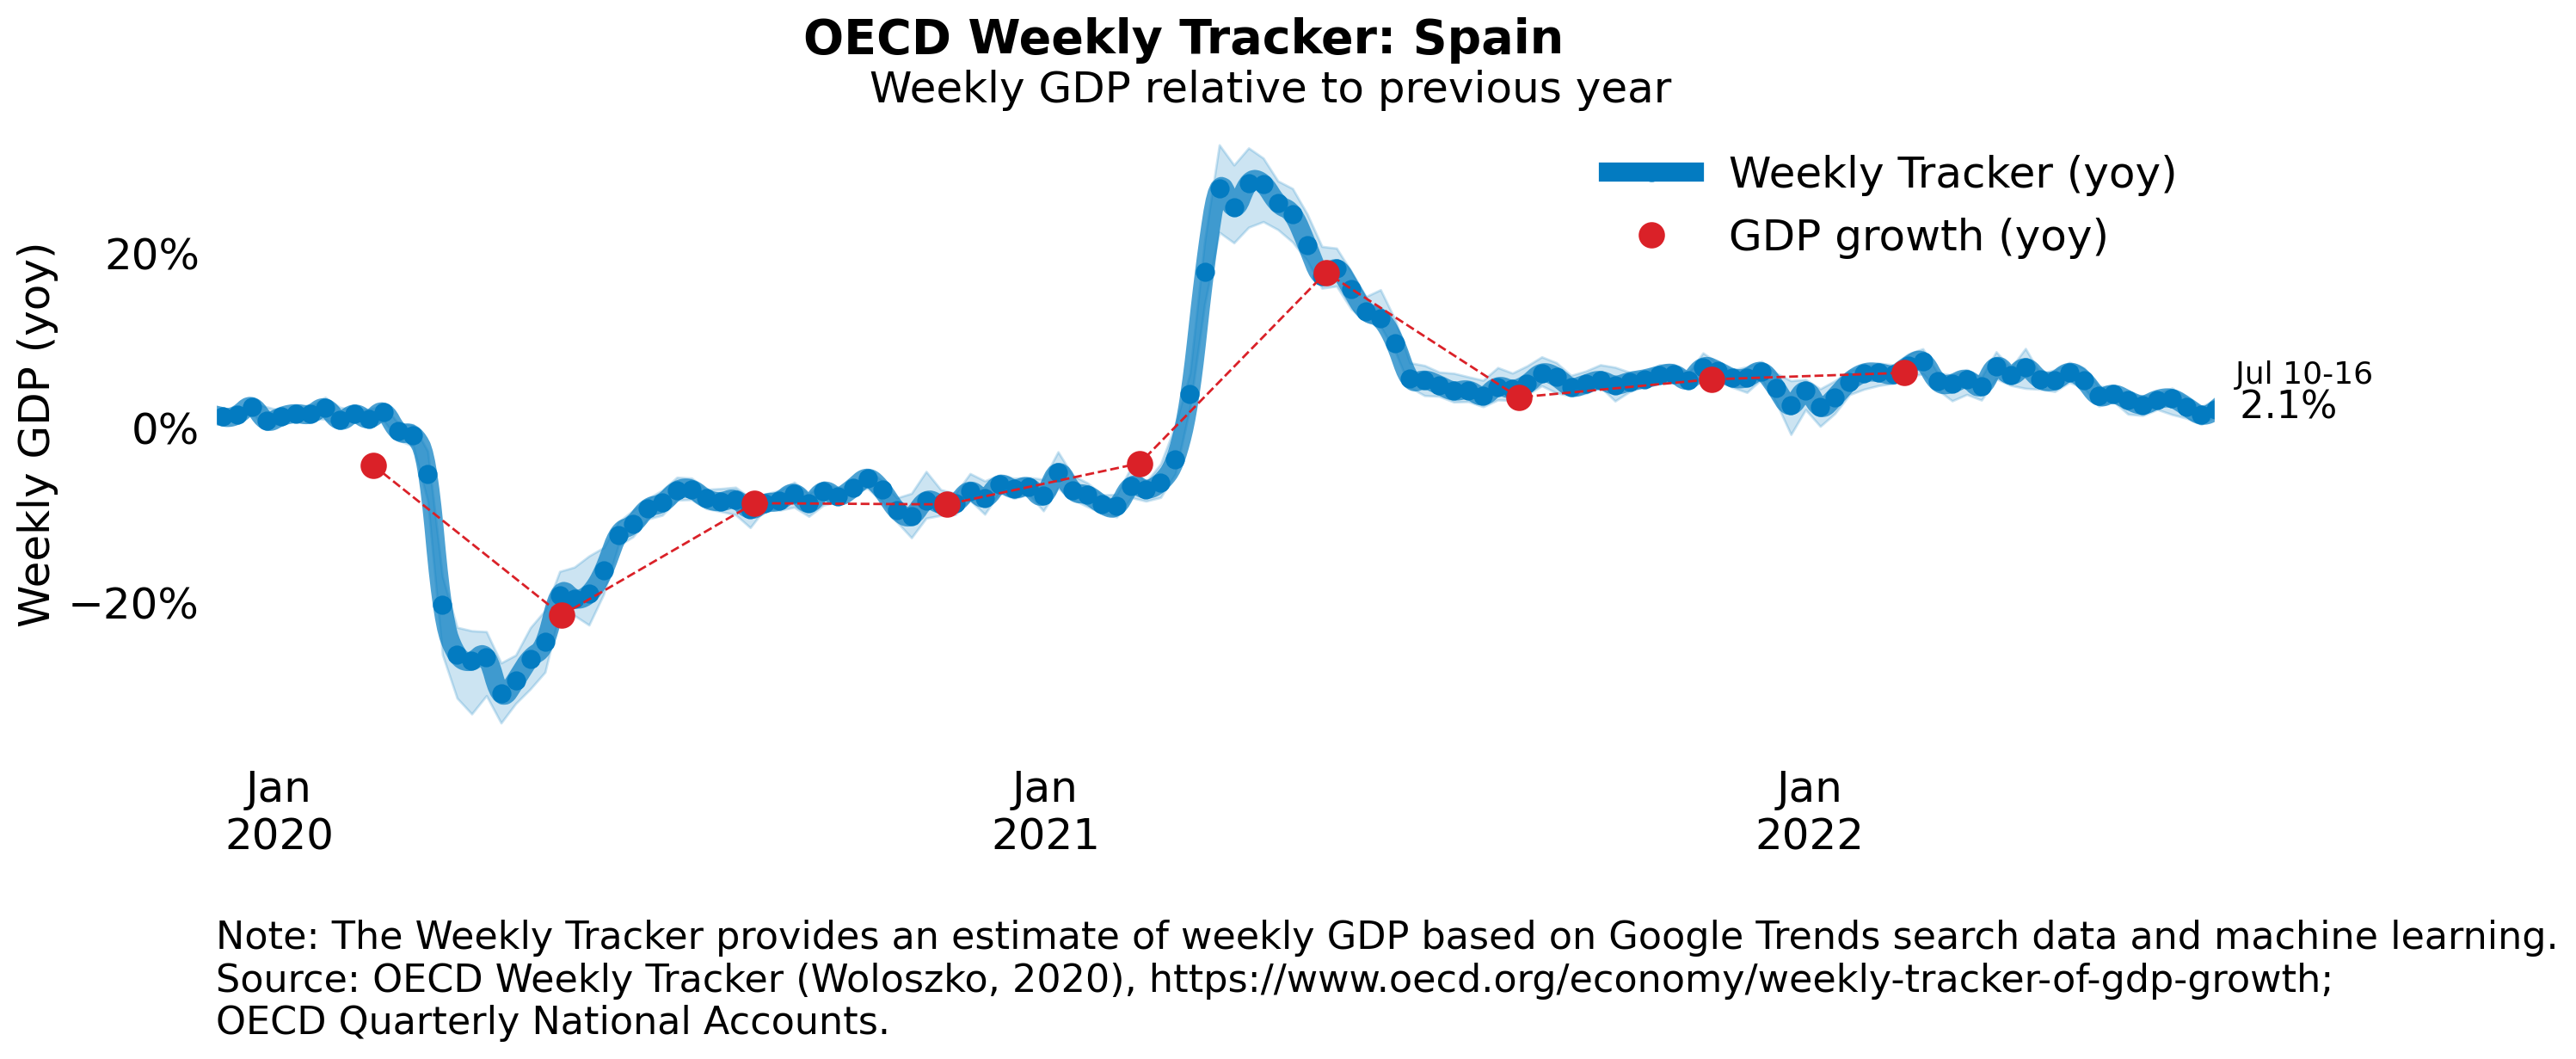 OECD Weekly Tracker: Spain
Weekly GDP relative to previous year
Weekly Tracker (yoy)
GDP growth (yoy)
Weekly GDP (yoy)
20%
0%
−20%
Jul 10-16
2.1%
Jan
2020
Jan
2021
Jan
2022
Note: The Weekly Tracker provides an estimate of weekly GDP based on Google Trends search data and machine learning.
Source: OECD Weekly Tracker (Woloszko, 2020), https://www.oecd.org/economy/weekly-tracker-of-gdp-growth;
OECD Quarterly National Accounts.